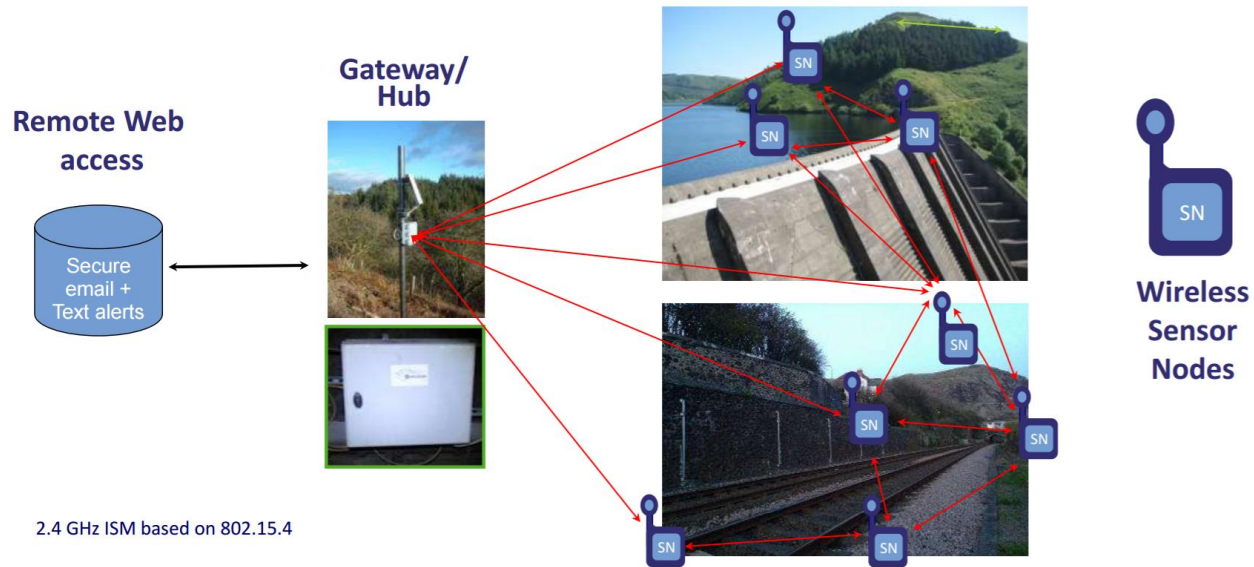 Remote Web
access
Secure
email +
Text alerts
Gateway/
Hub
SN
SN
SN
SN
SN
SN
SN
SN
SN
Wireless
Sensor
Nodes
2.4 GHz ISM based on 802.15.4